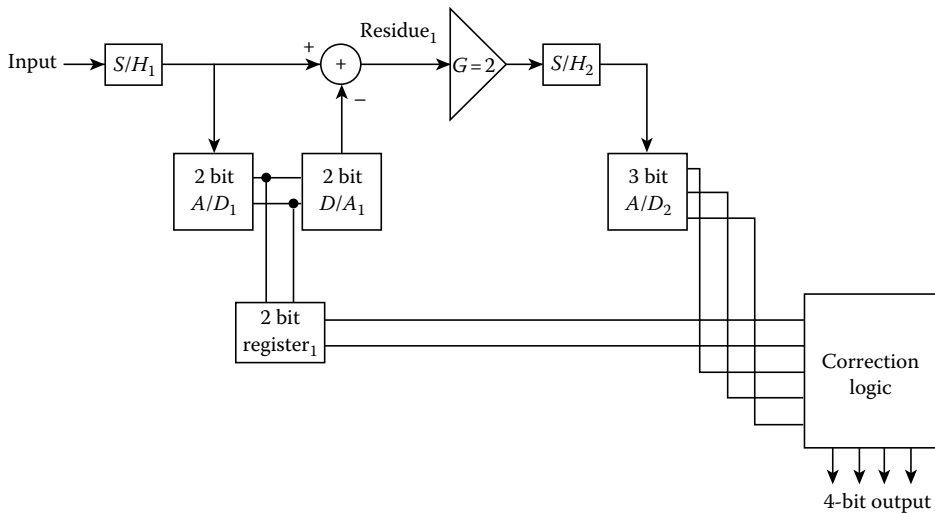 Residue₁
Input
S/H₁
+
+
−
G = 2
S/H₂
2 bit
A/D₁
2 bit
D/A₁
3 bit
A/D₂
2 bit
register₁
Correction
logic
4-bit output